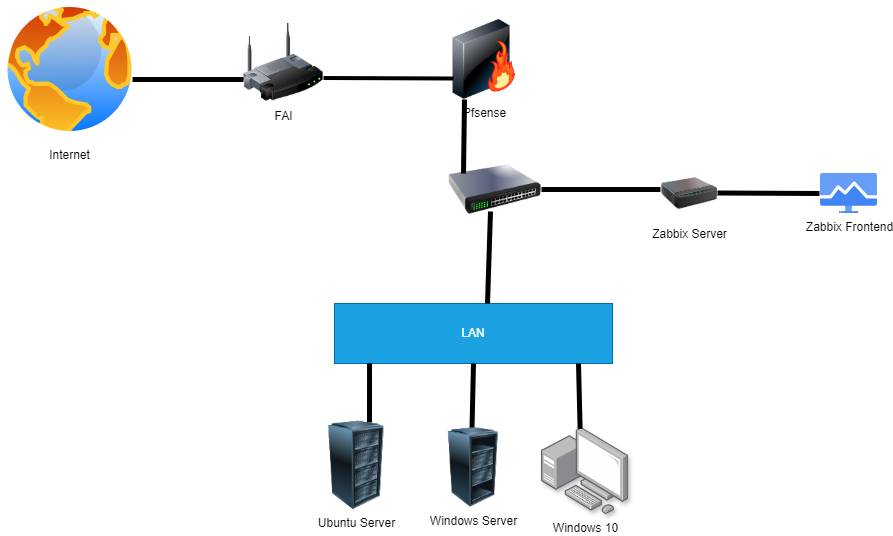 Internet
FAI
Pfsense
Zabbix Server
Zabbix Frontend
LAN
Ubuntu Server
Windows Server
Windows 10